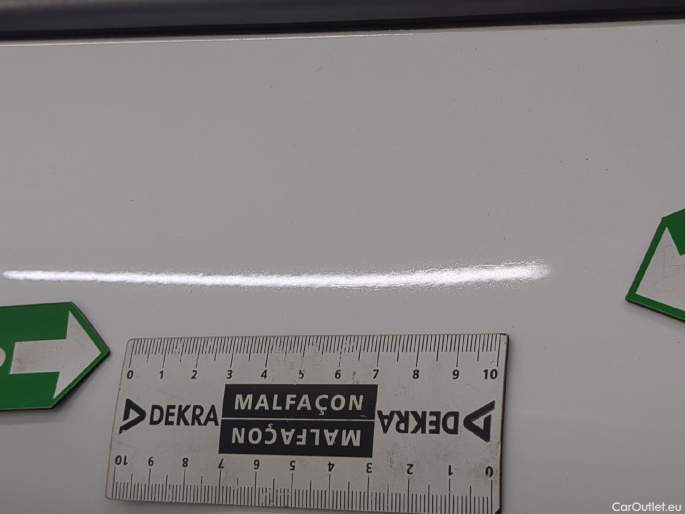 0 1 2 3 4 5 6 7 8 9 10
DEKRA MALFAÇON DEKRA
MALFAÇON
10 9 8 7 6 5 4 3 2 1 0
CarOutlet.eu